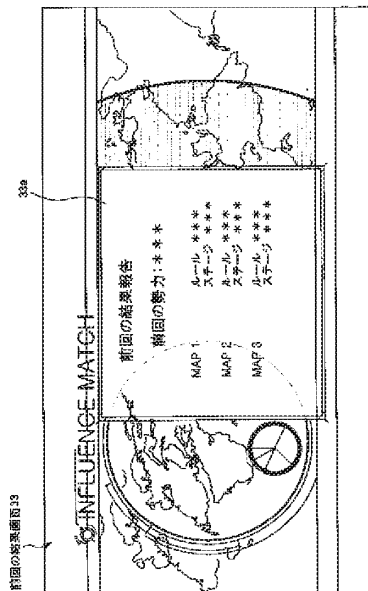 前回の結果画面33
INFLUENCE MATCH
33a
前回の結果報告
前回の勢力:***
MAP 1
ルール ***
ステージ ***
MAP 2
ルール ***
ステージ ***
MAP 3
ルール ***
ステージ ***